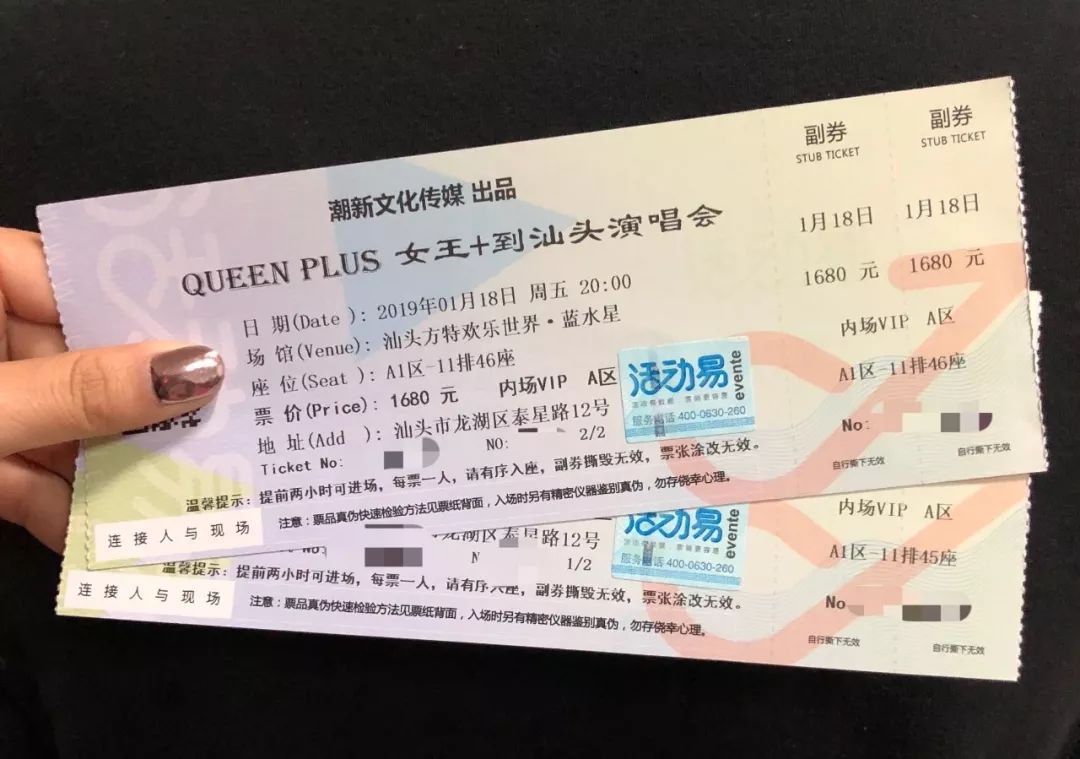 潮新文化传媒 出品
QUEEN PLUS 女王+到汕头演唱会
日 期(Date ): 2019年01月18日 周五 20:00
场 馆(Venue): 汕头方特欢乐世界·蓝水星
座 位(Seat ): A1区-11排46座
票 价(Price): 1680 元 内场VIP A区
地 址(Add ): 汕头市龙湖区泰星路12号
Ticket No: NO: 2/2
温馨提示: 提前两小时可进场, 每票一人, 请有序入座, 副券撕毁无效, 票张涂改无效。
注意:票品真伪快速检验方法见票纸背面,入场时另有精密仪器鉴别真伪,勿存侥幸心理。
连接人与现场
活动易
evente
服务电话 400-0630-260
副券
STUB TICKET
1月18日
1680 元
副券
STUB TICKET
1月18日
1680 元
内场VIP A区
A1区-11排46座
No:
自行撕下无效
自行撕下无效
龙湖区泰星路12号
No: 1/2
温馨提示: 提前两小时可进场, 每票一人, 请有序入座, 副券撕毁无效, 票张涂改无效。
注意:票品真伪快速检验方法见票纸背面,入场时另有精密仪器鉴别真伪,勿存侥幸心理。
连接人与现场
活动易
evente
服务电话 400-0630-260
内场VIP A区
A1区-11排45座
No
自行撕下无效
自行撕下无效